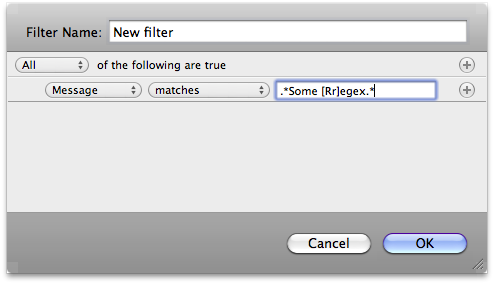 Filter Name: New filter
All of the following are true
Message matches .*Some [Rr]egex.*
Cancel OK